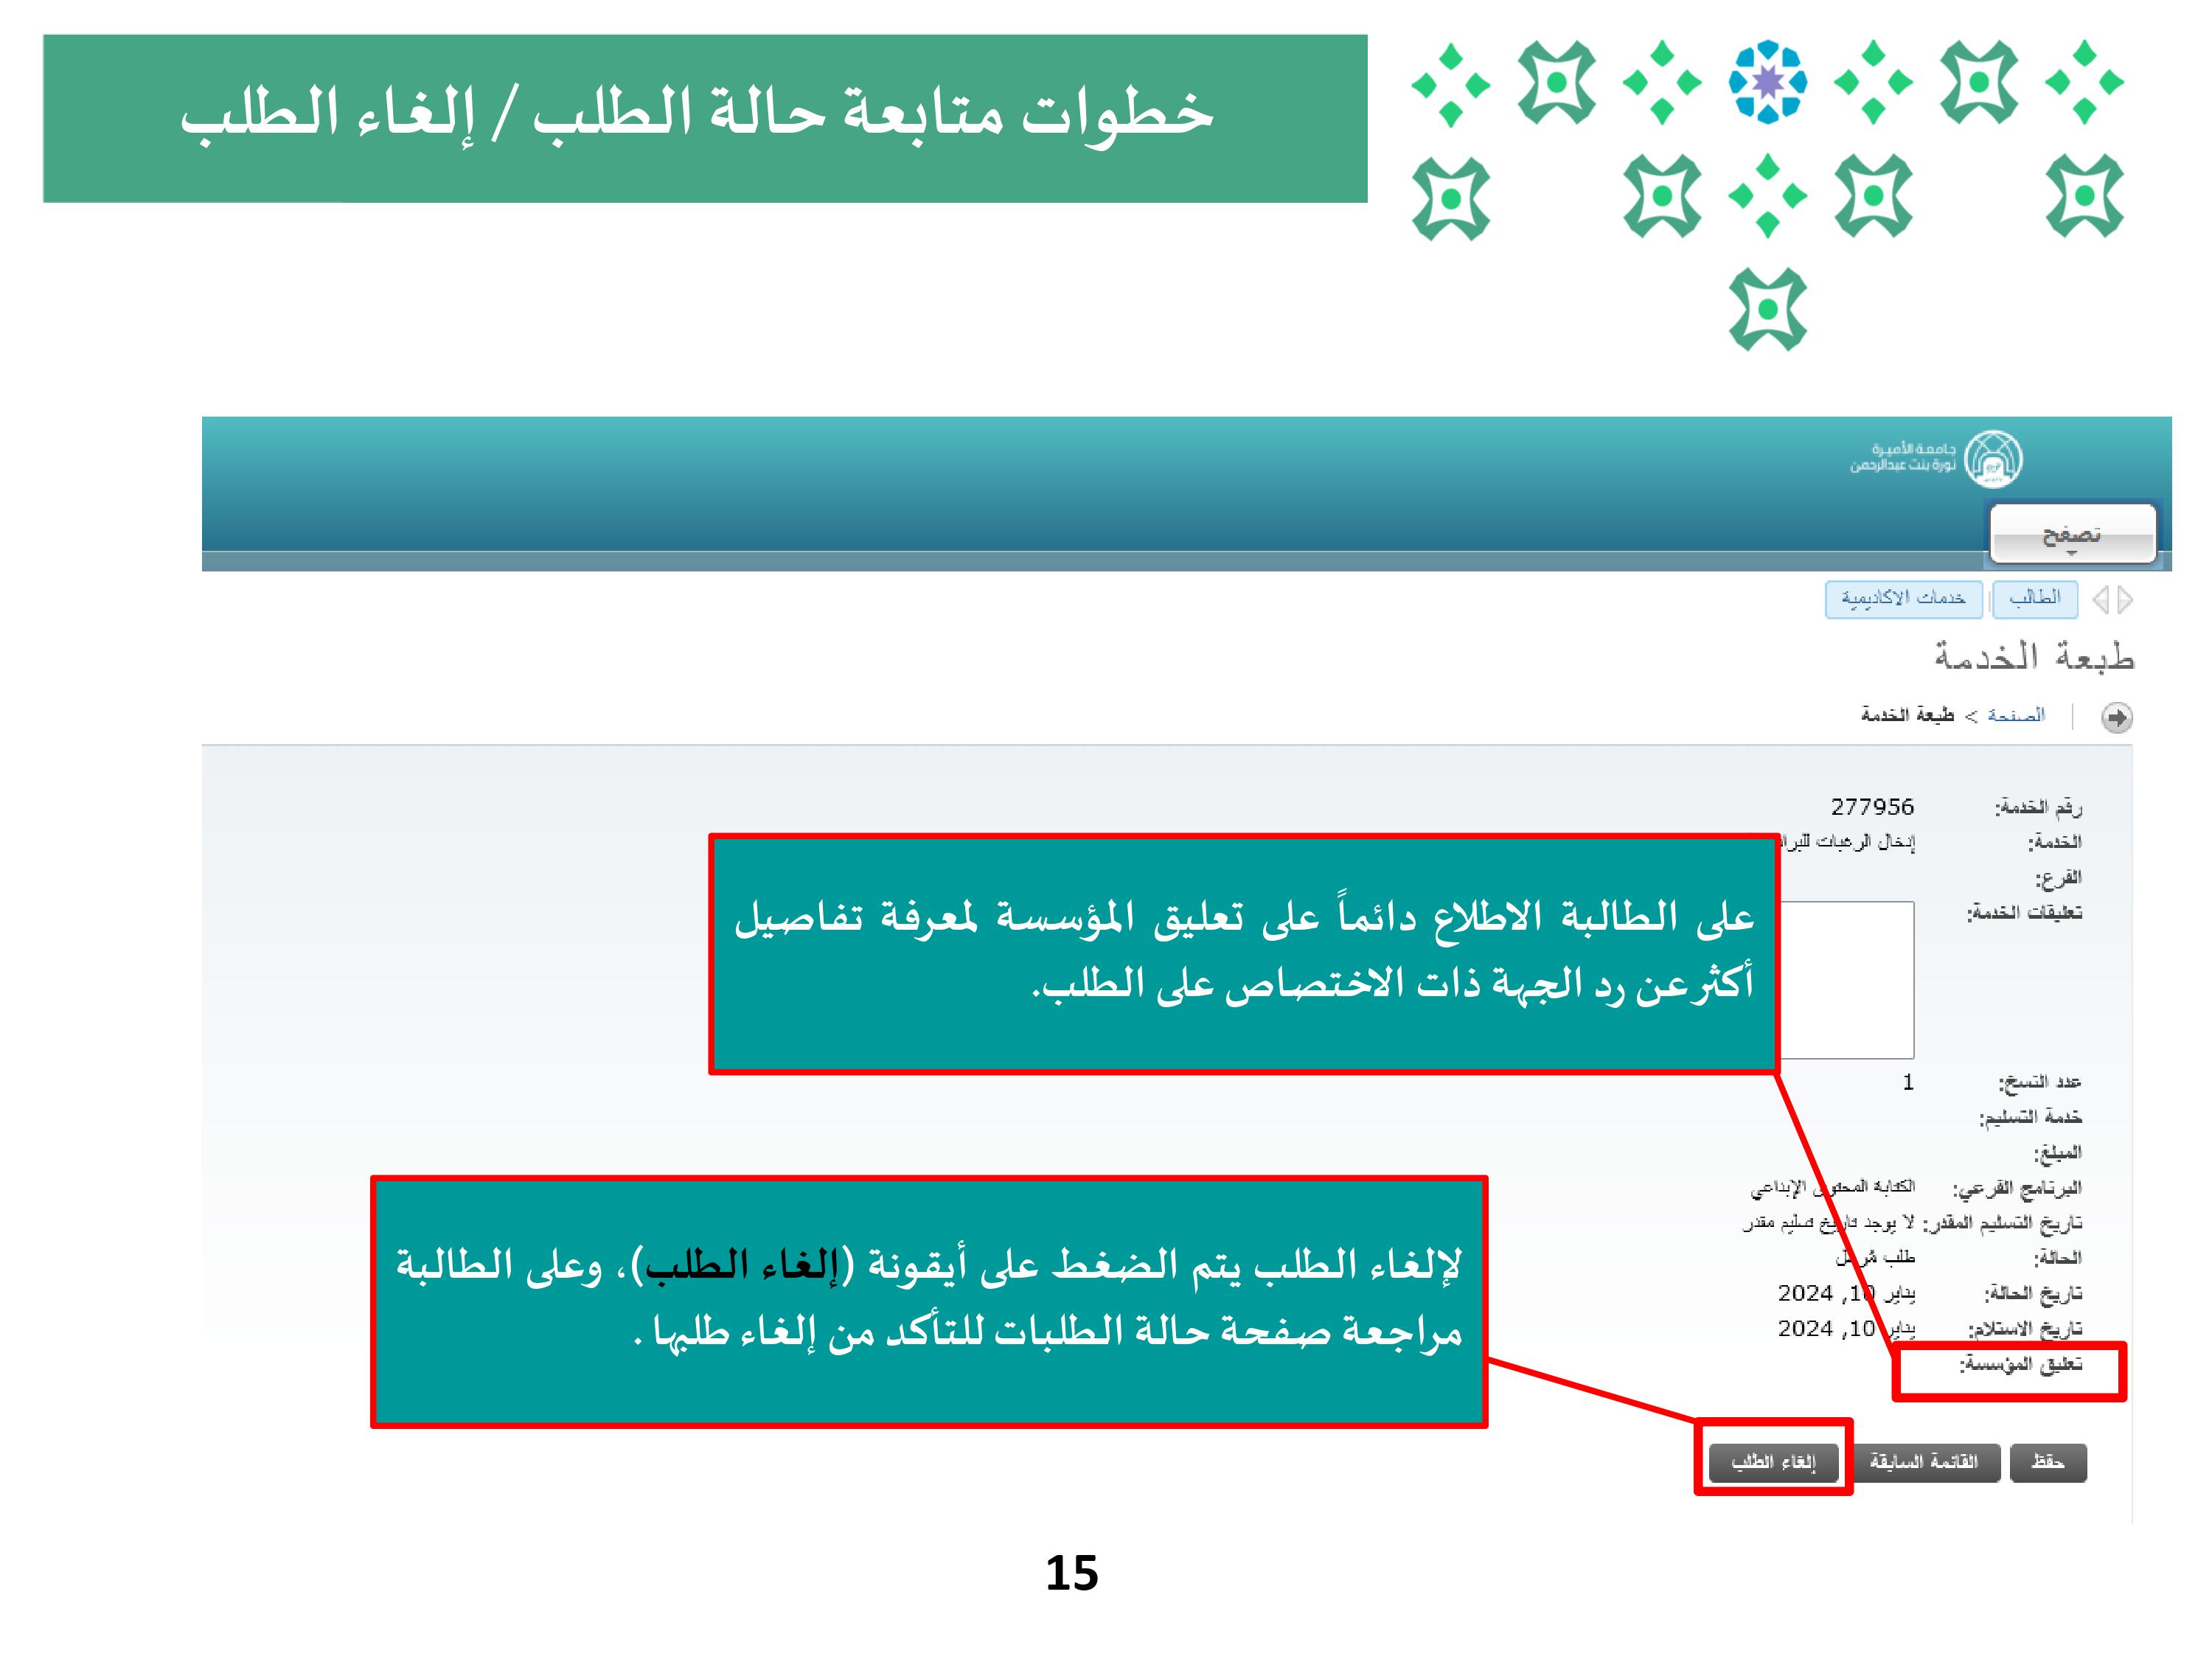 خطوات متابعة حالة الطلب / إلغاء الطلب
جامعة الأميرة
نورة بنت عبدالرحمن
تصفح
الطالب | خدمات الاكاديمية
طبعة الخدمة
الصفحة > طبعة الخدمة
رقم الخدمة: 277956
الخدمة: إدخال الرغبات للبرا
الفرع:
تعليقات الخدمة:
على الطالبة الاطلاع دائماً على تعليق المؤسسة لمعرفة تفاصيل
أكثر عن رد الجهة ذات الاختصاص على الطلب.
عدد النسخ: 1
خدمة التسليم:
المبلغ:
البرنامج الفرعي: الكتابة المحتوى الإبداعي
تاريخ التسليم المقدر: لا يوجد تاريخ تسليم مقدر
الحالة: طلب مُرسل
تاريخ الحالة: يناير 10, 2024
تاريخ الاستلام: يناير 10, 2024
تعليق المؤسسة:
لإلغاء الطلب يتم الضغط على أيقونة (إلغاء الطلب)، وعلى الطالبة
مراجعة صفحة حالة الطلبات للتأكد من إلغاء طلبها .
حفظ القائمة السابقة إلغاء الطلب
15